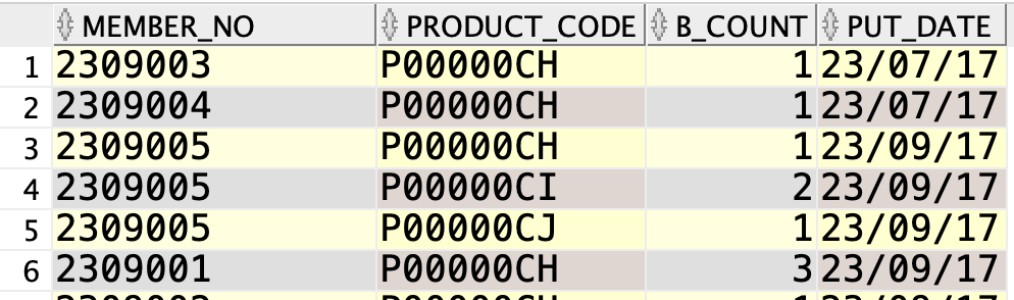 MEMBER_NO PRODUCT_CODE B_COUNT PUT_DATE
1 2309003 P00000CH 1 23/07/17
2 2309004 P00000CH 1 23/07/17
3 2309005 P00000CH 1 23/09/17
4 2309005 P00000CI 2 23/09/17
5 2309005 P00000CJ 1 23/09/17
6 2309001 P00000CH 3 23/09/17